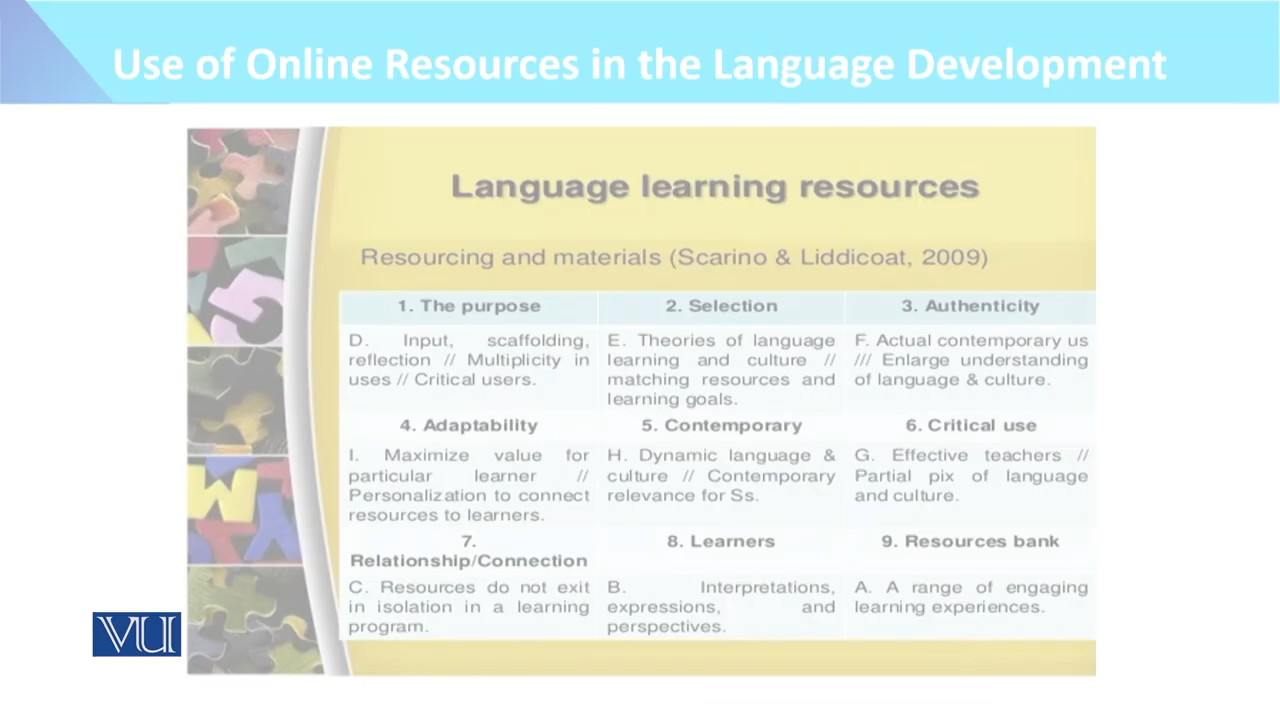 Use of Online Resources in the Language Development
Language learning resources
Resourcing and materials (Scarino & Liddicoat, 2009)
1. The purpose
2. Selection
3. Authenticity
D. Input, scaffolding,
reflection // Multiplicity in
uses // Critical users.
E. Theories of language
learning and culture //
matching resources and
learning goals.
F. Actual contemporary us
/// Enlarge understanding
of language & culture.
4. Adaptability
5. Contemporary
6. Critical use
I. Maximize value for
particular learner //
Personalization to connect
resources to learners.
H. Dynamic language &
culture // Contemporary
relevance for Ss.
G. Effective teachers //
Partial pix of language
and culture.
7.
Relationship/Connection
8. Learners
9. Resources bank
C. Resources do not exit
in isolation in a learning
program.
B. Interpretations,
expressions, and
perspectives.
A. A range of engaging
learning experiences.
VU